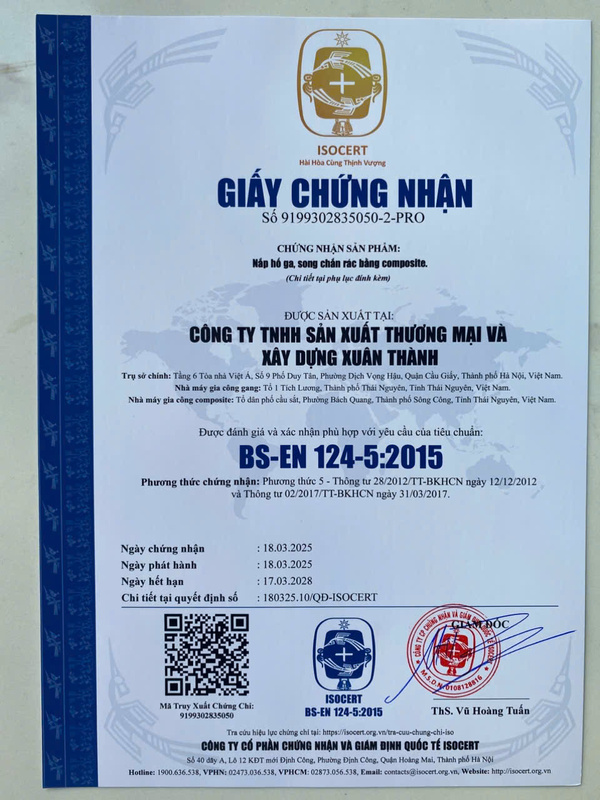 ISOCERT
Hài Hòa Cùng Thịnh Vượng
GIẤY CHỨNG NHẬN
Số 9199302835050-2-PRO
CHỨNG NHẬN SẢN PHẨM:
Nắp hố ga, song chắn rác bằng composite.
(Chi tiết tại phụ lục đính kèm)
ĐƯỢC SẢN XUẤT TẠI:
CÔNG TY TNHH SẢN XUẤT THƯƠNG MẠI VÀ
XÂY DỰNG XUÂN THÀNH
Trụ sở chính: Tầng 6 Tòa nhà Việt Á, Số 9 Phố Duy Tân, Phường Dịch Vọng Hậu, Quận Cầu Giấy, Thành phố Hà Nội, Việt Nam.
Nhà máy gia công gang: Tổ 1 Tích Lương, Thành phố Thái Nguyên, Tỉnh Thái Nguyên, Việt Nam.
Nhà máy gia công composite: Tổ dân phố cầu sắt, Phường Bách Quang, Thành phố Sông Công, Tỉnh Thái Nguyên, Việt Nam.
Được đánh giá và xác nhận phù hợp với yêu cầu của tiêu chuẩn:
BS-EN 124-5:2015
Phương thức chứng nhận: Phương thức 5 - Thông tư 28/2012/TT-BKHCN ngày 12/12/2012
và Thông tư 02/2017/TT-BKHCN ngày 31/03/2017.
Ngày chứng nhận : 18.03.2025
Ngày phát hành : 18.03.2025
Ngày hết hạn : 17.03.2028
Chi tiết tại quyết định số : 180325.10/QĐ-ISOCERT
GIÁM ĐỐC
CÔNG TY CP CHỨNG NHẬN VÀ GIÁM ĐỊNH QUỐC TẾ ISOCERT
M.S.D.N: 0108128816
ISOCERT
BS-EN 124-5:2015
Mã Truy Xuất Chứng Chỉ:
9199302835050
ThS. Vũ Hoàng Tuấn
Tra cứu hiệu lực chứng chỉ tại: https://isocert.org.vn/tra-cuu-chung-chi-iso
CÔNG TY CỔ PHẦN CHỨNG NHẬN VÀ GIÁM ĐỊNH QUỐC TẾ ISOCERT
Số 40 dãy A, Lô 12 KĐT mới Định Công, Phường Định Công, Quận Hoàng Mai, Thành phố Hà Nội
Hotline: 1900.636.538, VPHN: 02473.036.538, VPHCM: 02873.056.538, Email: contacts@isocert.org.vn, Website: http://isocert.org.vn